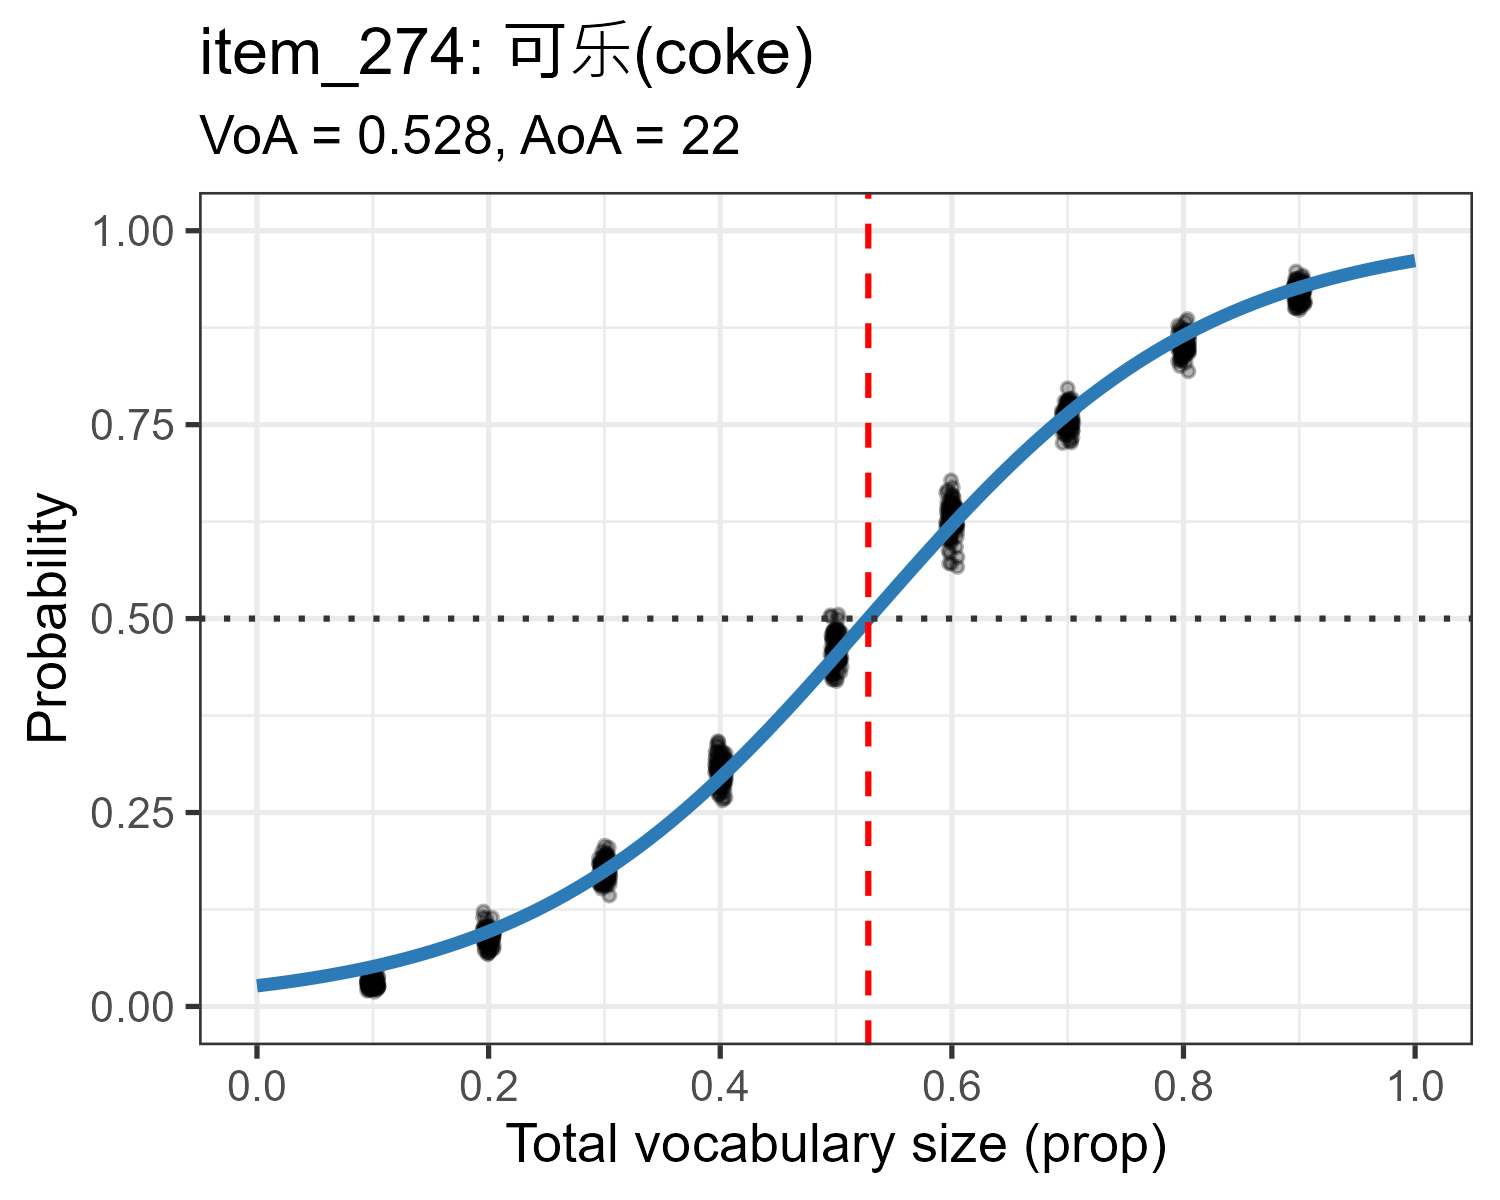 item_274: 可乐(coke)
VoA = 0.528, AoA = 22
1.00
0.75
0.50
0.25
0.00
Probability
0.0 0.2 0.4 0.6 0.8 1.0
Total vocabulary size (prop)